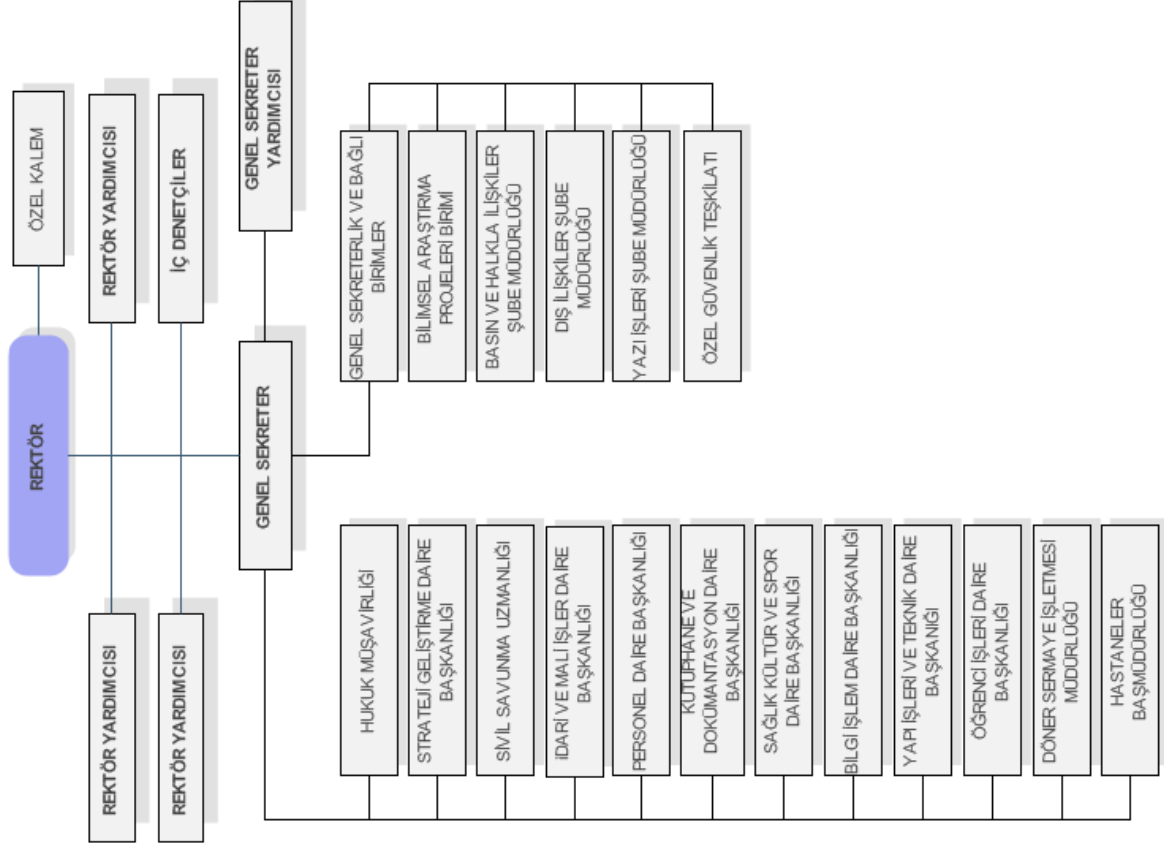 REKTÖR
ÖZEL KALEM
REKTÖR YARDIMCISI
REKTÖR YARDIMCISI
REKTÖR YARDIMCISI
İÇ DENETÇİLER
GENEL SEKRETER
GENEL SEKRETER
YARDIMCISI
HUKUK MÜŞAVİRLİĞİ
STRATEJİ GELİŞTİRME DAİRE
BAŞKANLIĞI
SİVİL SAVUNMA UZMANLIĞI
İDARİ VE MALİ İŞLER DAİRE
BAŞKANLIĞI
PERSONEL DAİRE BAŞKANLIĞI
KÜTÜPHANE VE
DOKÜMANTASYON DAİRE
BAŞKANLIĞI
SAĞLIK KÜLTÜR VE SPOR
DAİRE BAŞKANLIĞI
BİLGİ İŞLEM DAİRE BAŞKANLIĞI
YAPI İŞLERİ VE TEKNİK DAİRE
BAŞKANIĞI
ÖĞRENCİ İŞLERİ DAİRE
BAŞKANLIĞI
DÖNER SERMAYE İŞLETMESİ
MÜDÜRLÜĞÜ
HASTANELER
BAŞMÜDÜRLÜĞÜ
GENEL SEKRETERLİK VE BAĞLI
BİRİMLER
BİLİMSEL ARAŞTIRMA
PROJELERİ BİRİMİ
BASIN VE HALKLA İLİŞKİLER
ŞUBE MÜDÜRLÜĞÜ
DIŞ İLİŞKİLER ŞUBE
MÜDÜRLÜĞÜ
YAZI İŞLERİ ŞUBE MÜDÜRLÜĞÜ
ÖZEL GÜVENLİK TEŞKİLATI